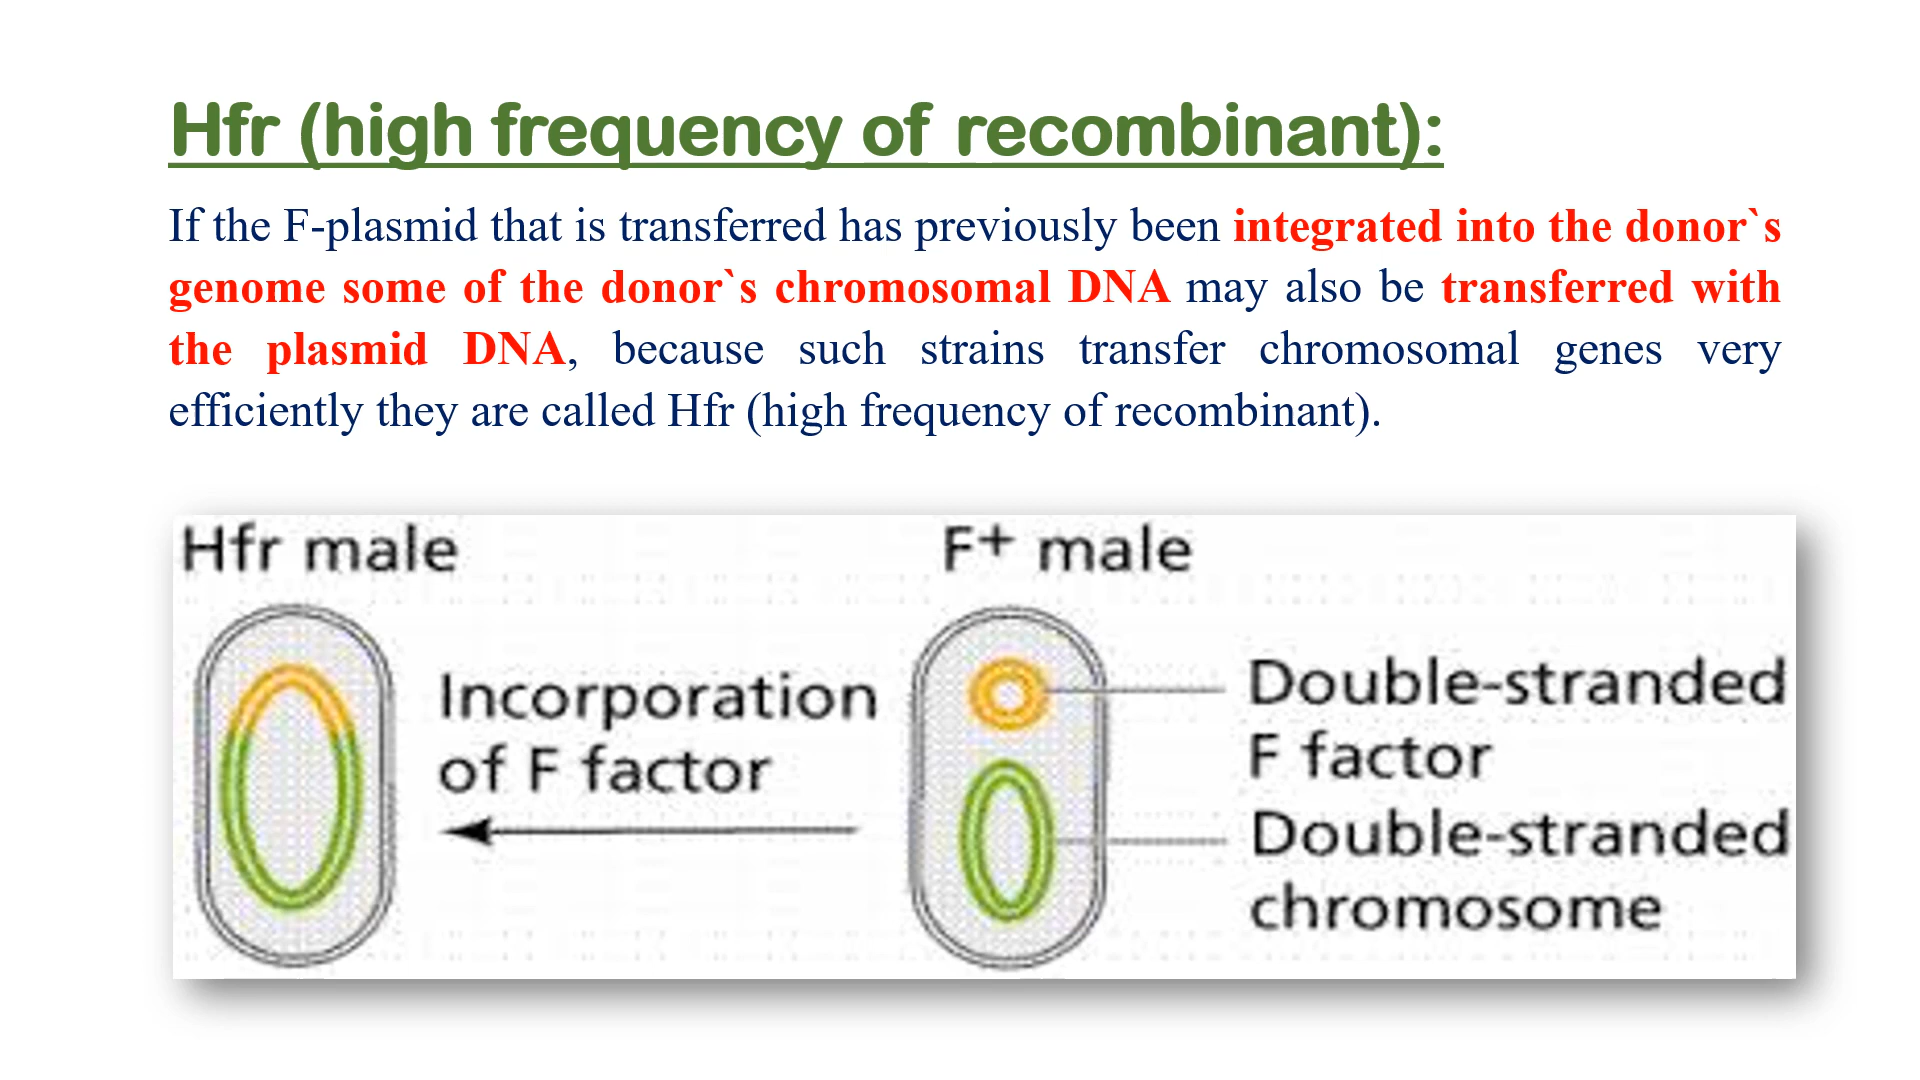 Hfr (high frequency of recombinant):
If the F-plasmid that is transferred has previously been integrated into the donor`s
genome some of the donor`s chromosomal DNA may also be transferred with
the plasmid DNA, because such strains transfer chromosomal genes very
efficiently they are called Hfr (high frequency of recombinant).
Hfr male
F+ male
Incorporation
of F factor
Double-stranded
F factor
Double-stranded
chromosome